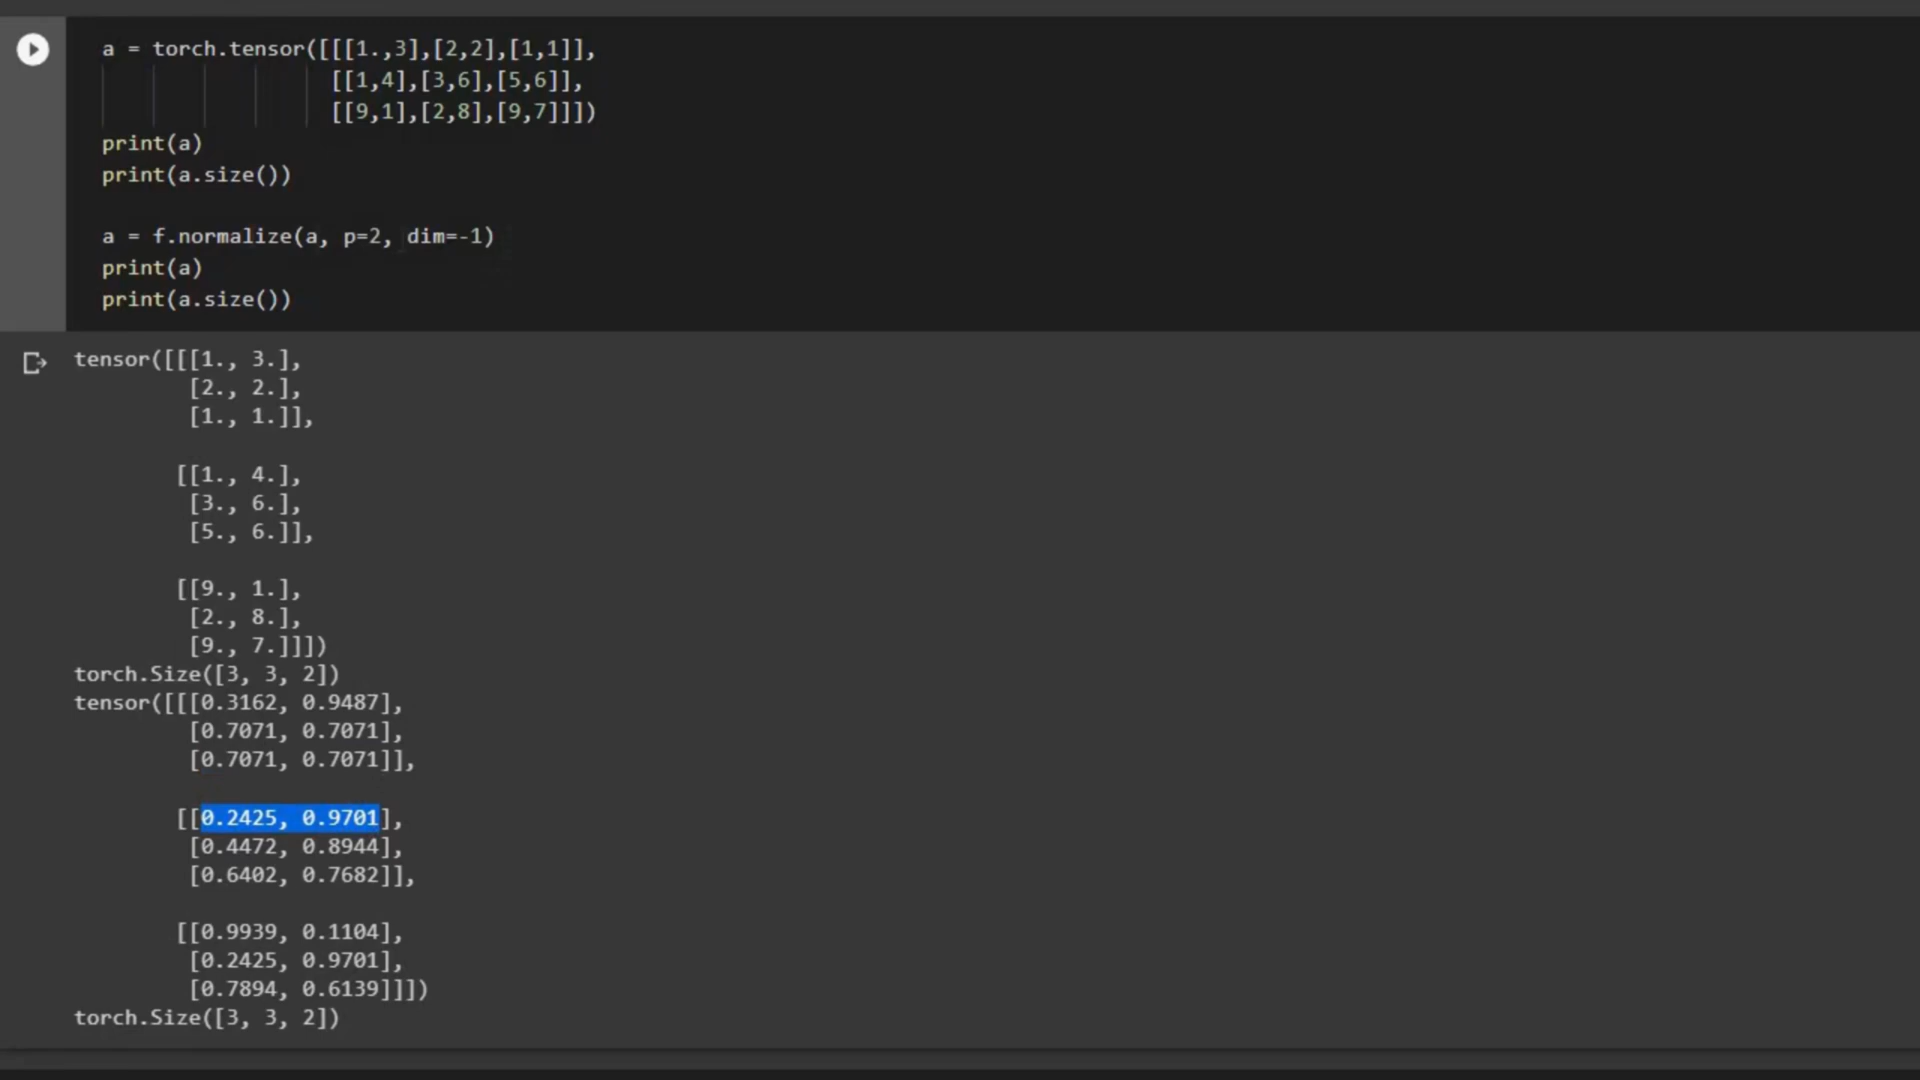 a = torch.tensor([[[1.,3],[2,2],[1,1]],
[[1,4],[3,6],[5,6]],
[[9,1],[2,8],[9,7]]])
print(a)
print(a.size())
a = f.normalize(a, p=2, dim=-1)
print(a)
print(a.size())
tensor([[[1., 3.],
[2., 2.],
[1., 1.]],
[[1., 4.],
[3., 6.],
[5., 6.]],
[[9., 1.],
[2., 8.],
[9., 7.]]])
torch.Size([3, 3, 2])
tensor([[[0.3162, 0.9487],
[0.7071, 0.7071],
[0.7071, 0.7071]],
[[0.2425, 0.9701],
[0.4472, 0.8944],
[0.6402, 0.7682]],
[[0.9939, 0.1104],
[0.2425, 0.9701],
[0.7894, 0.6139]]])
torch.Size([3, 3, 2])